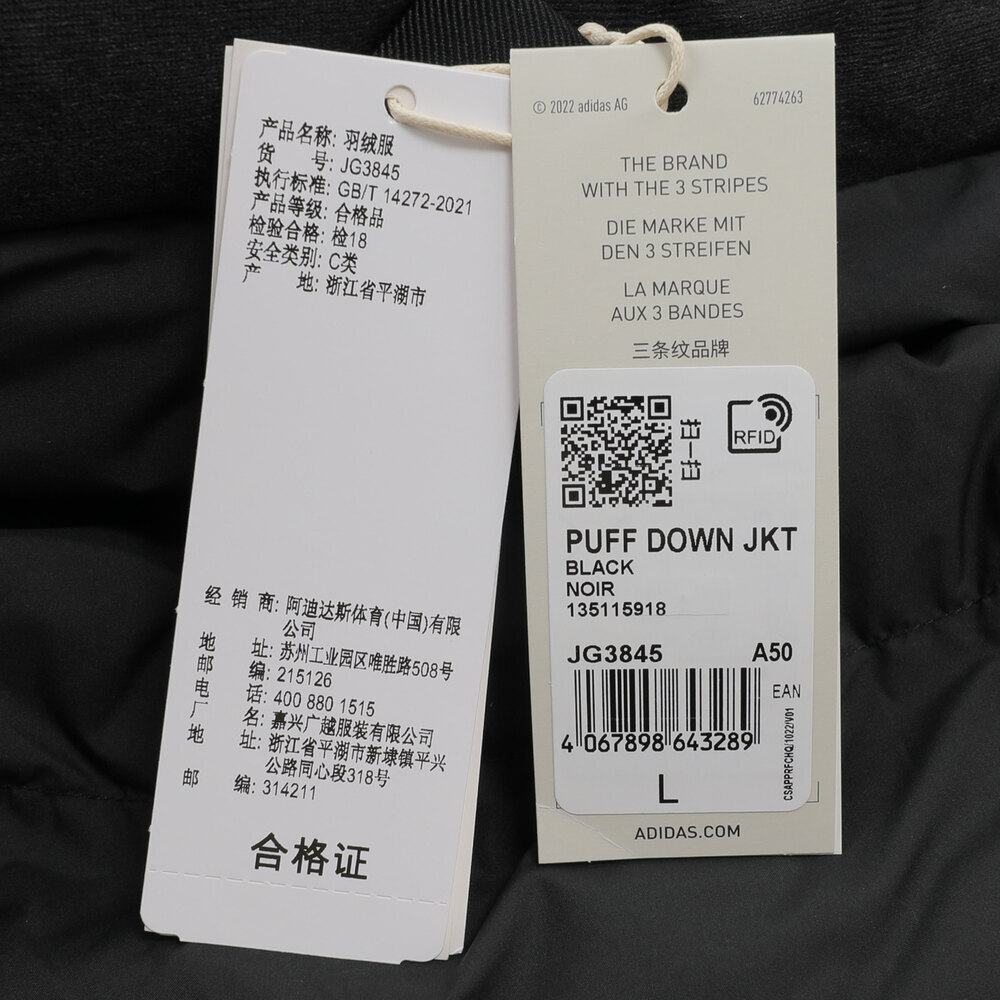 产品名称: 羽绒服
货 号: JG3845
执行标准: GB/T 14272-2021
产品等级: 合格品
检验合格: 检18
安全类别: C类
产 地: 浙江省平湖市
经 销 商: 阿迪达斯体育(中国)有限
公司
地 址: 苏州工业园区唯胜路508号
邮 编: 215126
电 话: 400 880 1515
厂 名: 嘉兴广越服装有限公司
地 址: 浙江省平湖市新埭镇平兴
公路同心段318号
邮 编: 314211
合格证
© 2022 adidas AG
62774263
THE BRAND
WITH THE 3 STRIPES
DIE MARKE MIT
DEN 3 STREIFEN
LA MARQUE
AUX 3 BANDES
三条纹品牌
扫一扫
RFID
PUFF DOWN JKT
BLACK
NOIR
135115918
JG3845 A50
EAN
4 067898 643289
CSAPPRFCHQ/1022/V01
L
ADIDAS.COM